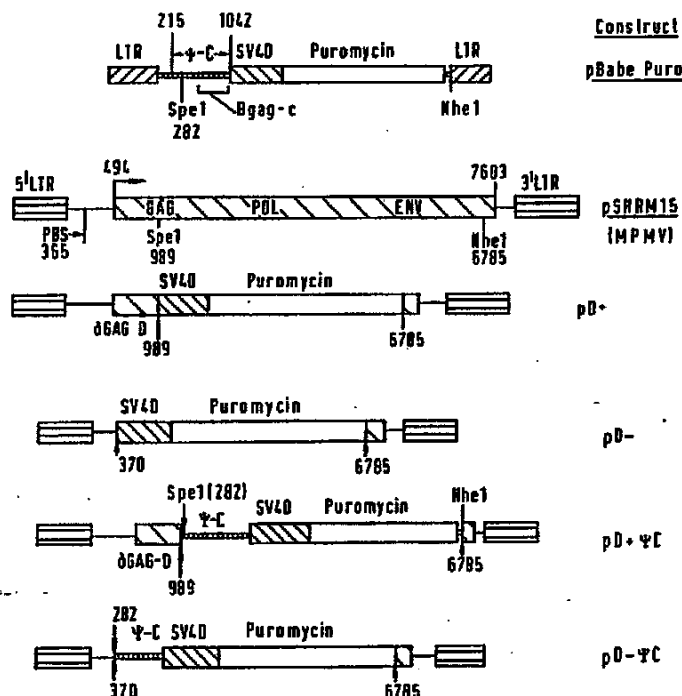 215 1042 Construct
LTR Ψ-C SV40 Puromycin LTR pBabe Puro
Spe1 Bgag-c Nhe1
282
5'LTR 494 7603 3'LTR
GAG POL ENV pSHRM15
PBS Spe1 Nhe1 (MPMV)
365 989 6785
SV40 Puromycin
pD+
∂GAG D 989 6785
SV40 Puromycin
pD-
370 6785
Spe1(282) Ψ-C SV40 Puromycin Nhe1
pD+ΨC
∂GAG-D 989 6785
282 Ψ-C SV40 Puromycin
pD-ΨC
370 6785